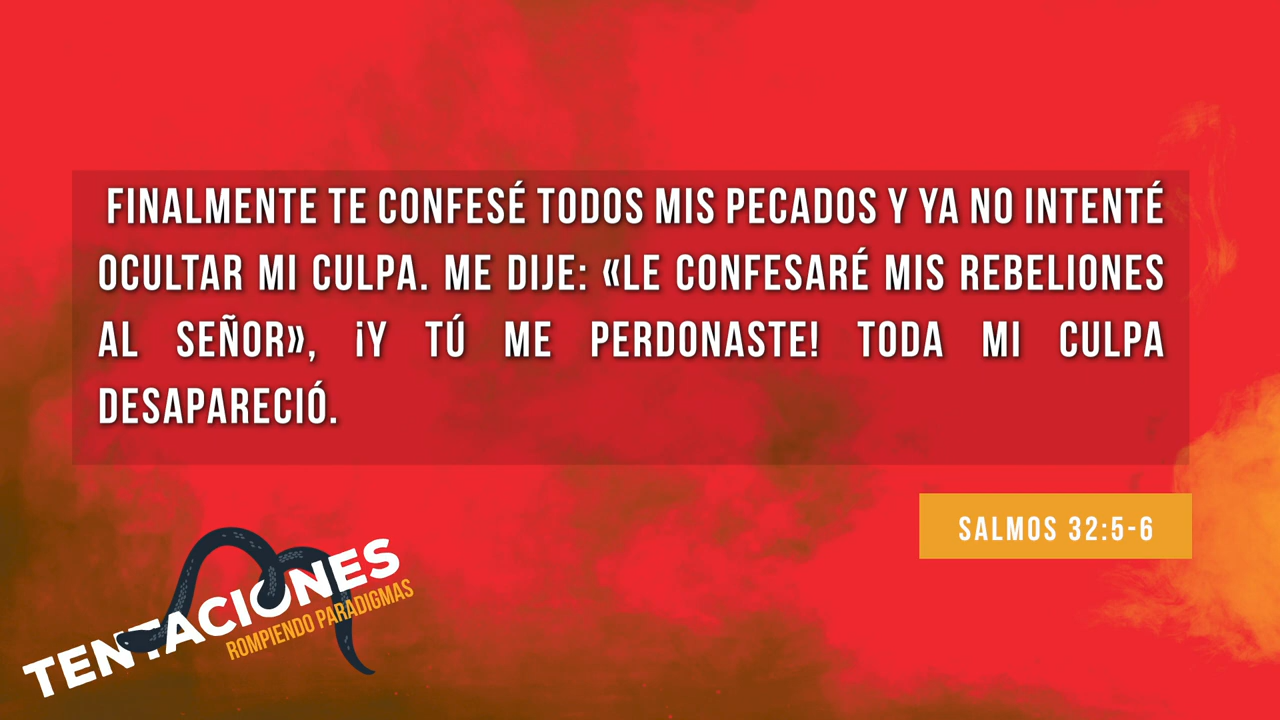 FINALMENTE TE CONFESÉ TODOS MIS PECADOS Y YA NO INTENTÉ
OCULTAR MI CULPA. ME DIJE: «LE CONFESARÉ MIS REBELIONES
AL SEÑOR», ¡Y TÚ ME PERDONASTE! TODA MI CULPA
DESAPARECIÓ.
SALMOS 32:5-6
TENTACIONES
ROMPIENDO PARADIGMAS